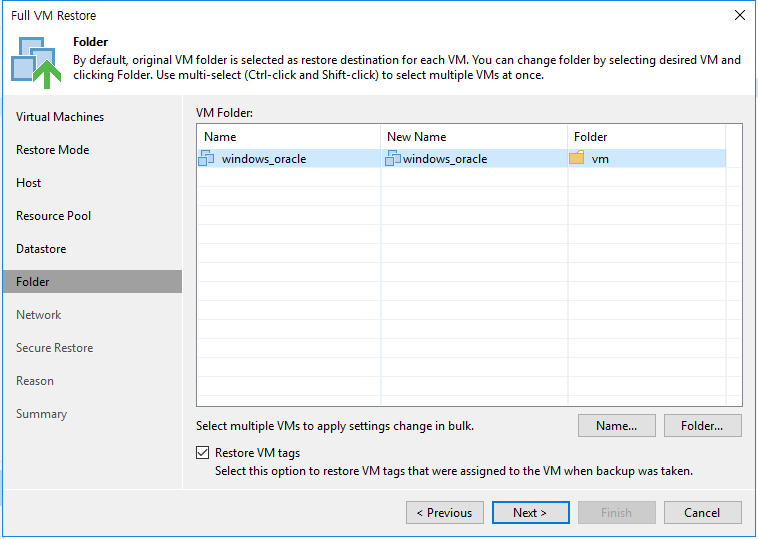 Full VM Restore
Folder
By default, original VM folder is selected as restore destination for each VM. You can change folder by selecting desired VM and
clicking Folder. Use multi-select (Ctrl-click and Shift-click) to select multiple VMs at once.
Virtual Machines
Restore Mode
Host
Resource Pool
Datastore
Folder
Network
Secure Restore
Reason
Summary
VM Folder:
Name New Name Folder
windows_oracle windows_oracle vm
Select multiple VMs to apply settings change in bulk. Name... Folder...
Restore VM tags
Select this option to restore VM tags that were assigned to the VM when backup was taken.
< Previous Next > Finish Cancel